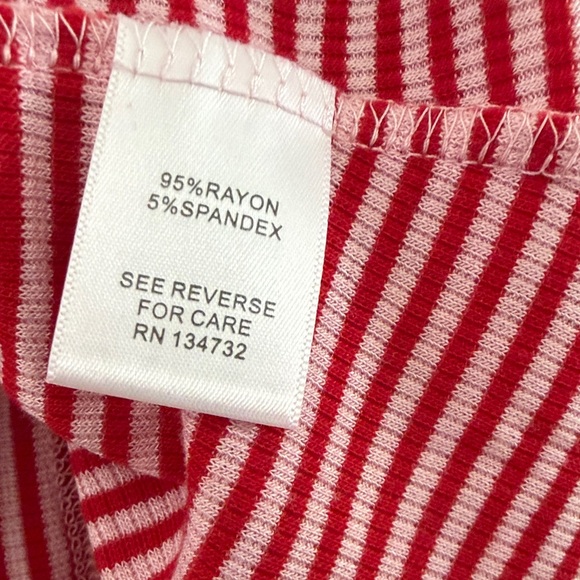 95%RAYON
5%SPANDEX
SEE REVERSE
FOR CARE
RN 134732